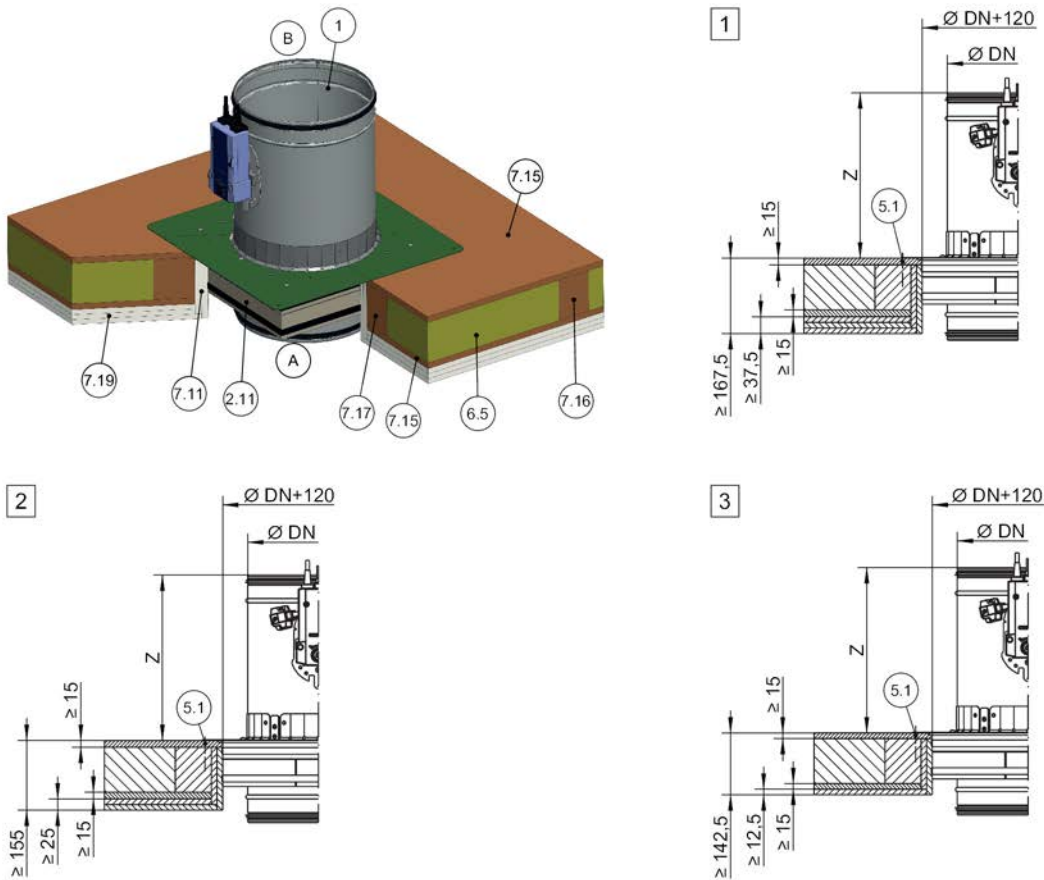 B
1
7.15
7.19
7.11
2.11
A
7.17
7.15
6.5
7.16
1
Ø DN+120
Ø DN
Z
≥ 15
5.1
≥ 167,5
≥ 37,5
≥ 15
2
Ø DN+120
Ø DN
Z
≥ 15
5.1
≥ 155
≥ 25
≥ 15
3
Ø DN+120
Ø DN
Z
≥ 15
5.1
≥ 142,5
≥ 12,5
≥ 15